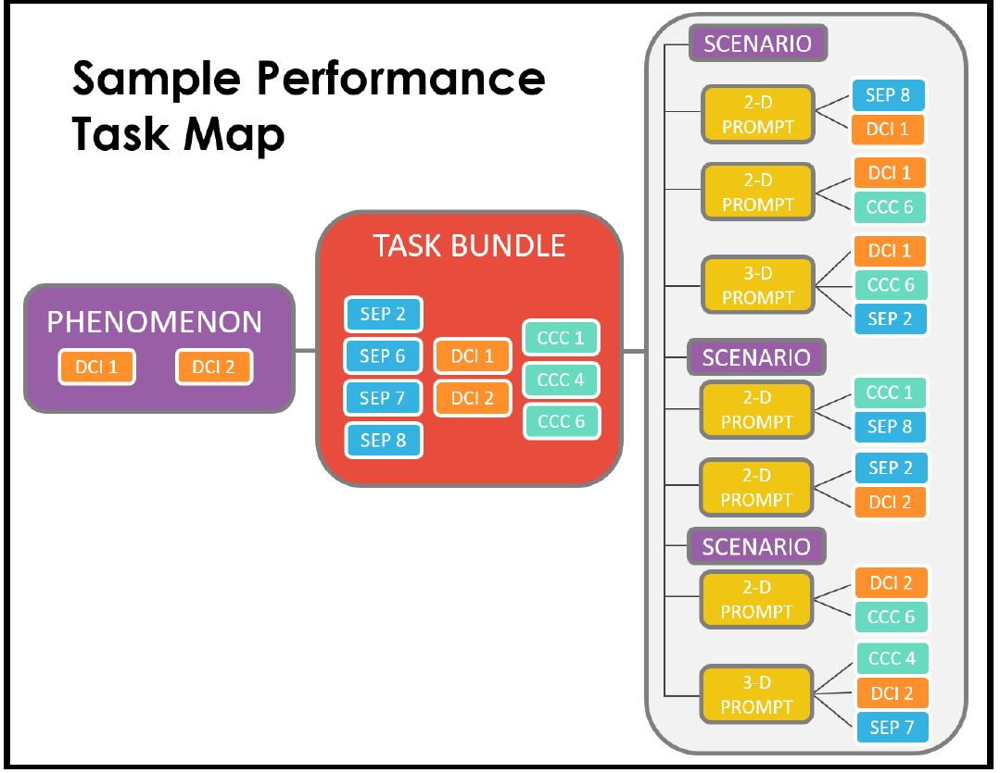 Sample Performance
Task Map
PHENOMENON
DCI 1
DCI 2
TASK BUNDLE
SEP 2
SEP 6
SEP 7
SEP 8
DCI 1
DCI 2
CCC 1
CCC 4
CCC 6
SCENARIO
2-D
PROMPT
SEP 8
DCI 1
2-D
PROMPT
DCI 1
CCC 6
3-D
PROMPT
DCI 1
CCC 6
SEP 2
SCENARIO
2-D
PROMPT
CCC 1
SEP 8
2-D
PROMPT
SEP 2
DCI 2
SCENARIO
2-D
PROMPT
DCI 2
CCC 6
3-D
PROMPT
CCC 4
DCI 2
SEP 7